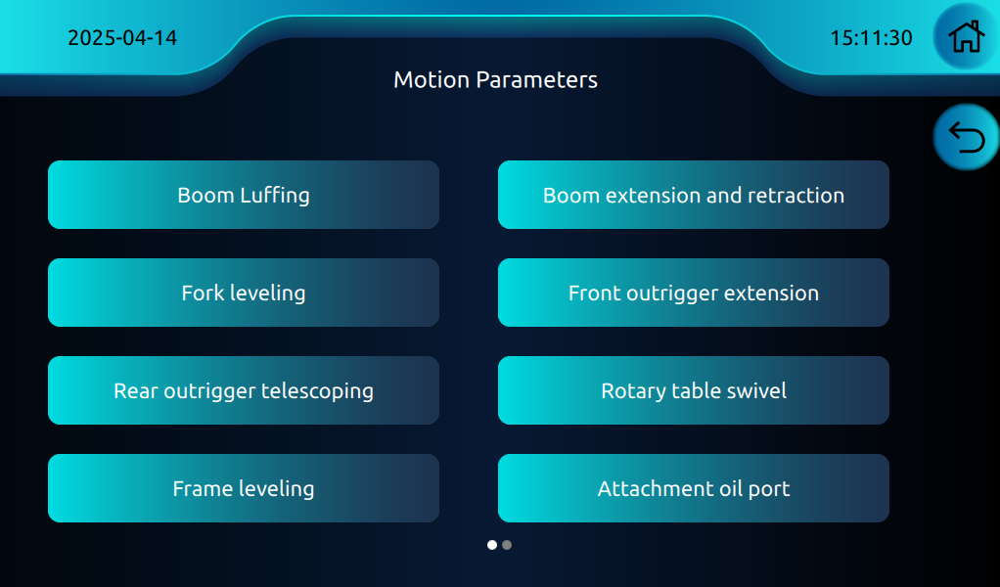 2025-04-14
15:11:30
Motion Parameters
Boom Luffing
Boom extension and retraction
Fork leveling
Front outrigger extension
Rear outrigger telescoping
Rotary table swivel
Frame leveling
Attachment oil port